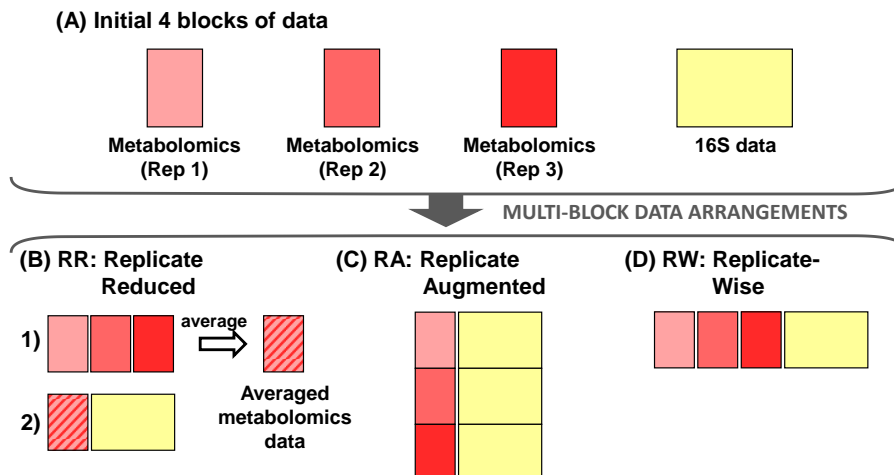 (A) Initial 4 blocks of data
Metabolomics
(Rep 1)
Metabolomics
(Rep 2)
Metabolomics
(Rep 3)
16S data
MULTI-BLOCK DATA ARRANGEMENTS
(B) RR: Replicate
Reduced
1)
average
Averaged
metabolomics
data
2)
(C) RA: Replicate
Augmented
(D) RW: Replicate-
Wise